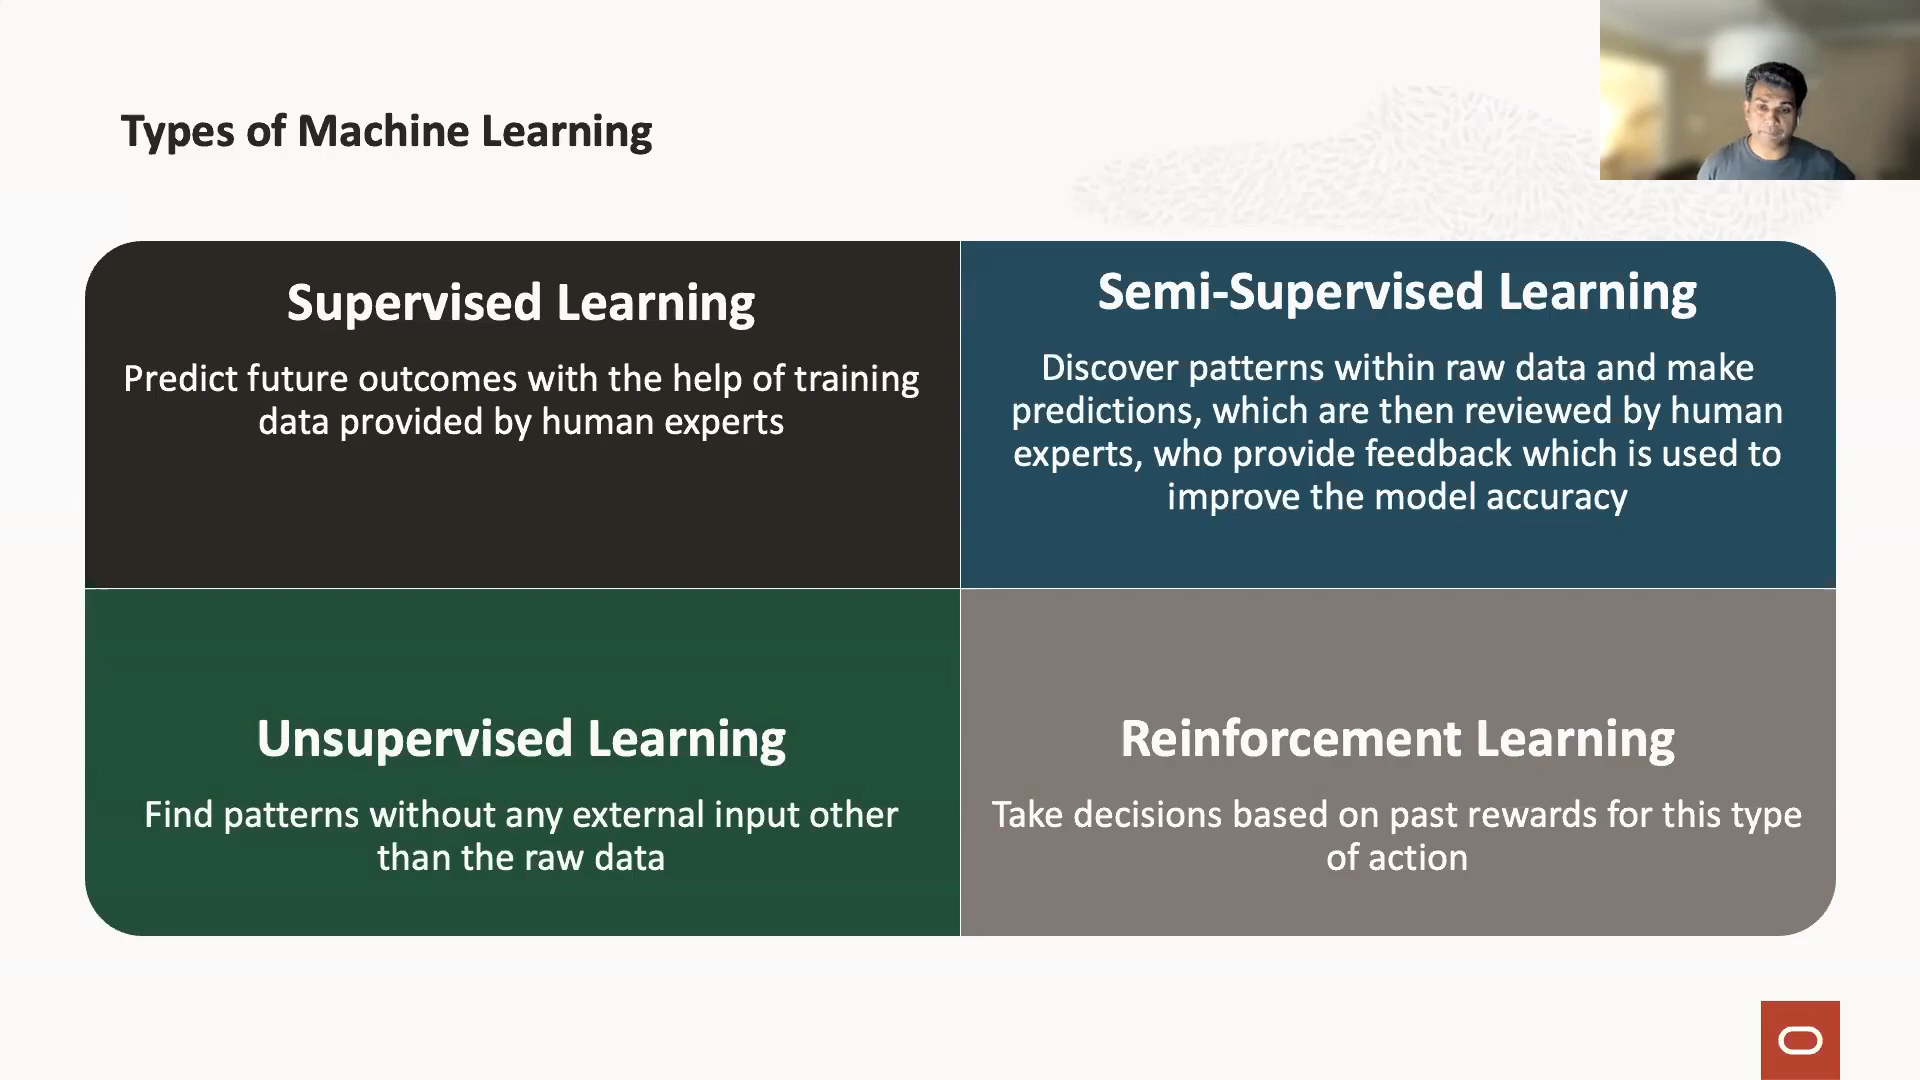 Types of Machine Learning
Supervised Learning
Predict future outcomes with the help of training
data provided by human experts
Semi-Supervised Learning
Discover patterns within raw data and make
predictions, which are then reviewed by human
experts, who provide feedback which is used to
improve the model accuracy
Unsupervised Learning
Find patterns without any external input other
than the raw data
Reinforcement Learning
Take decisions based on past rewards for this type
of action